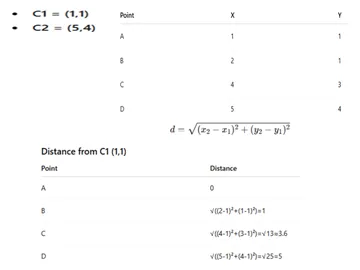 • C1 = (1,1)
• C2 = (5,4)
Point X Y
A 1 1
B 2 1
C 4 3
D 5 4
d = √(x₂ − x₁)² + (y₂ − y₁)²
Distance from C1 (1,1)
Point Distance
A 0
B √((2-1)²+(1-1)²)=1
C √((4-1)²+(3-1)²)=√13≈3.6
D √((5-1)²+(4-1)²)=√25=5